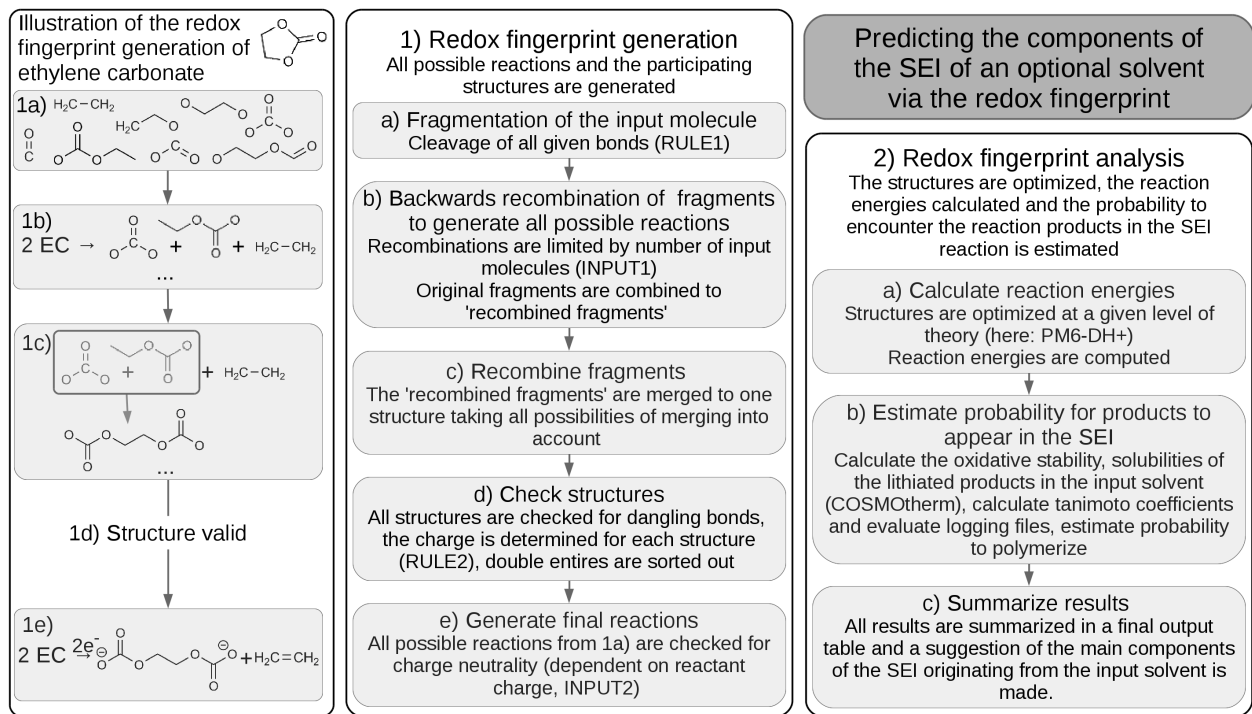 Illustration of the redox
fingerprint generation of
ethylene carbonate
O
O
O
1a)
H₂C–CH₂
O
O
O
O
O
H₂C
O
O
C
O
O
O
O
O
O
O
O
O
O
1b)
2 EC → 
O
O
O
+
O
O
O
+
H₂C–CH₂
...
1c)
O
O
O
+
O
O
O
+
H₂C–CH₂
O
O
O
O
O
O
...
1d) Structure valid
1e)
2 EC
2e⁻
→
⊖
O
O
O
O
O
O
⊖
+
H₂C=CH₂
1) Redox fingerprint generation
All possible reactions and the participating
structures are generated
a) Fragmentation of the input molecule
Cleavage of all given bonds (RULE1)
b) Backwards recombination of fragments
to generate all possible reactions
Recombinations are limited by number of input
molecules (INPUT1)
Original fragments are combined to
'recombined fragments'
c) Recombine fragments
The 'recombined fragments' are merged to one
structure taking all possibilities of merging into
account
d) Check structures
All structures are checked for dangling bonds,
the charge is determined for each structure
(RULE2), double entires are sorted out
e) Generate final reactions
All possible reactions from 1a) are checked for
charge neutrality (dependent on reactant
charge, INPUT2)
Predicting the components of
the SEI of an optional solvent
via the redox fingerprint
2) Redox fingerprint analysis
The structures are optimized, the reaction
energies calculated and the probability to
encounter the reaction products in the SEI
reaction is estimated
a) Calculate reaction energies
Structures are optimized at a given level of
theory (here: PM6-DH+)
Reaction energies are computed
b) Estimate probability for products to
appear in the SEI
Calculate the oxidative stability, solubilities of
the lithiated products in the input solvent
(COSMOtherm), calculate tanimoto coefficients
and evaluate logging files, estimate probability
to polymerize
c) Summarize results
All results are summarized in a final output
table and a suggestion of the main components
of the SEI originating from the input solvent is
made.